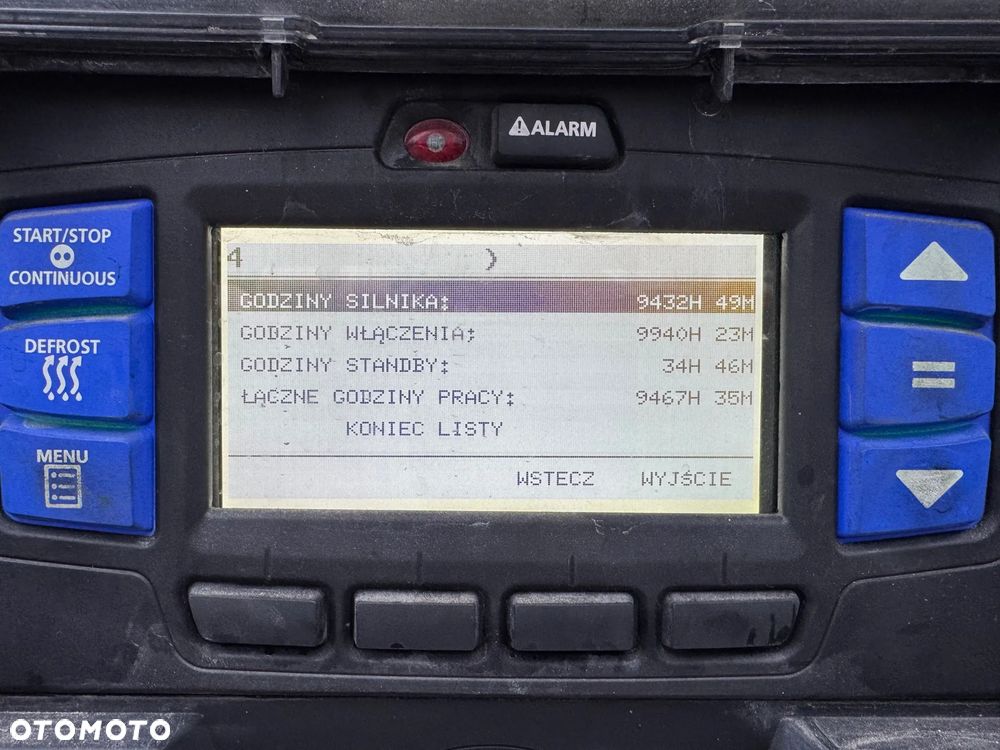 ALARM
START/STOP
CONTINUOUS
DEFROST
MENU
4 )
GODZINY SILNIKA: 9432H 49M
GODZINY WŁĄCZENIA: 9940H 23M
GODZINY STANDBY: 34H 46M
ŁĄCZNE GODZINY PRACY: 9467H 35M
KONIEC LISTY
WSTECZ WYJŚCIE
OTOMOTO